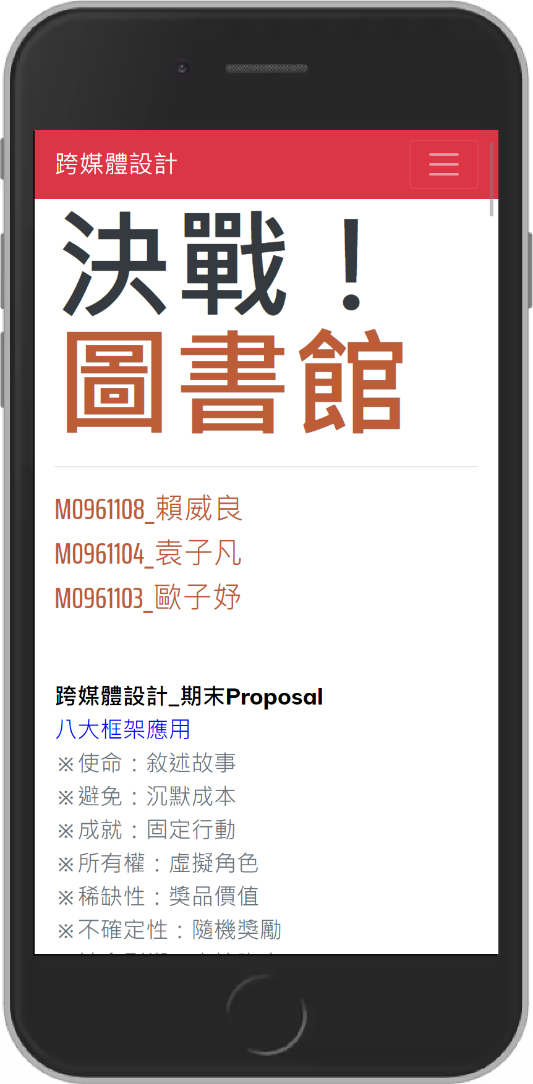 跨媒體設計
決戰！
圖書館
M0961108_賴威良
M0961104_袁子凡
M0961103_歐子妤
跨媒體設計_期末Proposal
八大框架應用
※使命：敘述故事
※避免：沉默成本
※成就：固定行動
※所有權：虛擬角色
※稀缺性：獎品價值
※不確定性：隨機獎勵